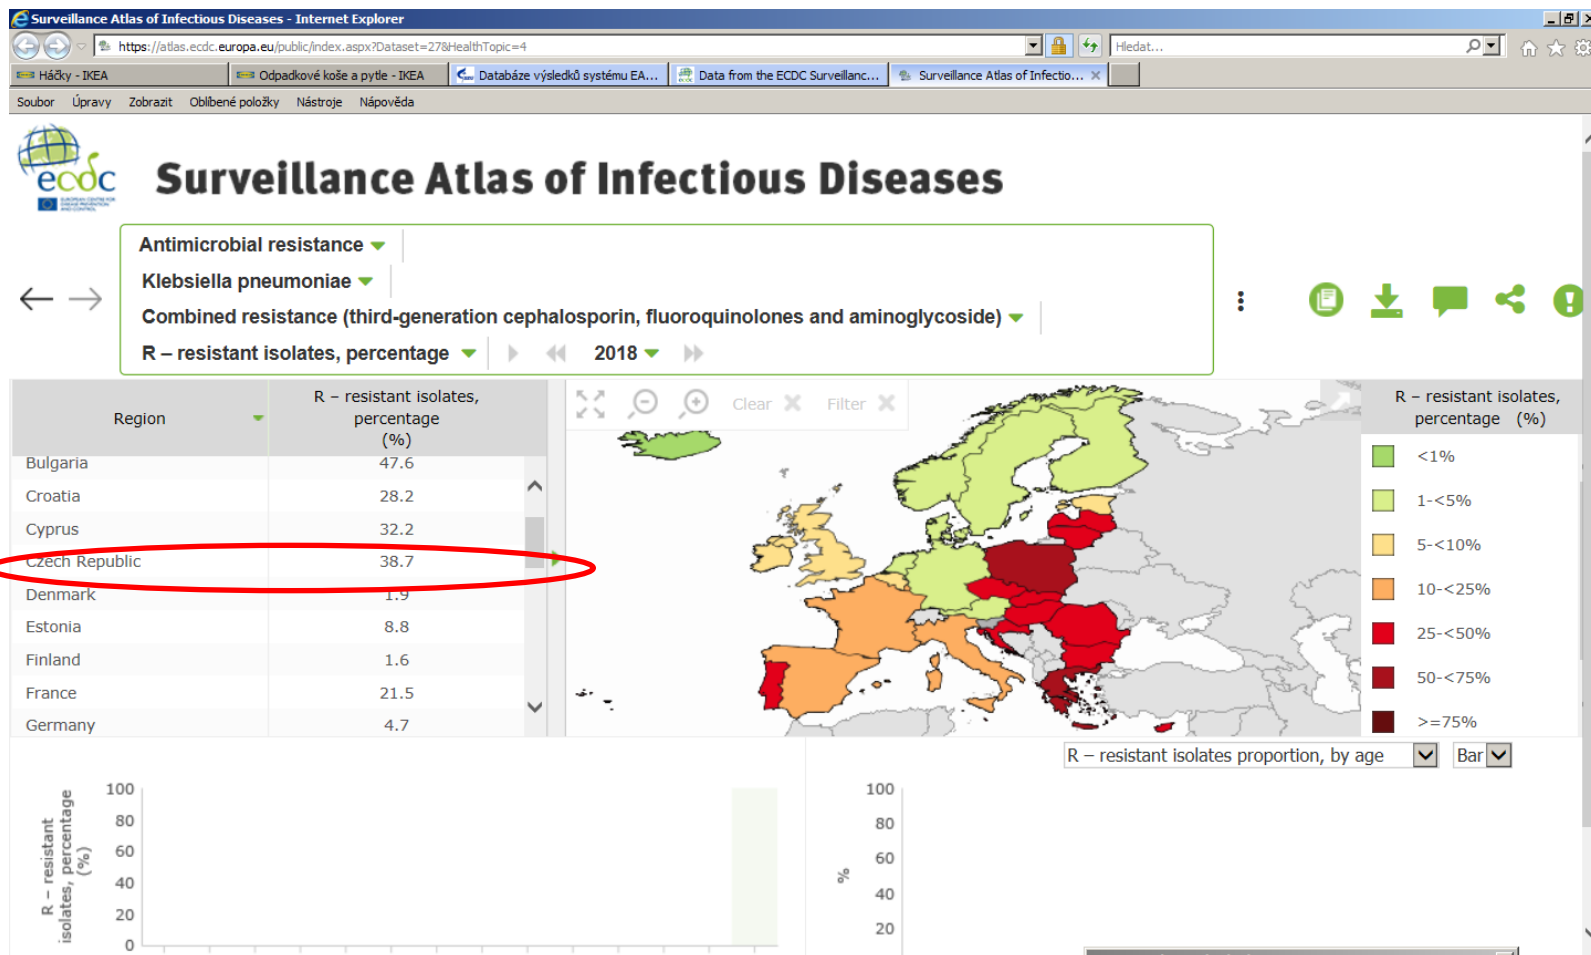 Surveillance Atlas of Infectious Diseases - Internet Explorer
https://atlas.ecdc.europa.eu/public/index.aspx?Dataset=27&HealthTopic=4
Hledat...
Háčky - IKEA
Odpadkové koše a pytle - IKEA
Databáze výsledků systému EA...
Data from the ECDC Surveillanc...
Surveillance Atlas of Infectio...
Soubor Úpravy Zobrazit Oblíbené položky Nástroje Nápověda
ecdc
EUROPEAN CENTRE FOR
DISEASE PREVENTION
AND CONTROL
Surveillance Atlas of Infectious Diseases
Antimicrobial resistance
Klebsiella pneumoniae
Combined resistance (third-generation cephalosporin, fluoroquinolones and aminoglycoside)
R – resistant isolates, percentage 2018
Region
R – resistant isolates,
percentage
(%)
Bulgaria 47.6
Croatia 28.2
Cyprus 32.2
Czech Republic 38.7
Denmark 1.9
Estonia 8.8
Finland 1.6
France 21.5
Germany 4.7
Clear Filter
R – resistant isolates,
percentage (%)
<1%
1-<5%
5-<10%
10-<25%
25-<50%
50-<75%
>=75%
R – resistant isolates proportion, by age Bar
R – resistant
isolates, percentage
(%)
100
80
60
40
20
0
%
100
80
60
40
20